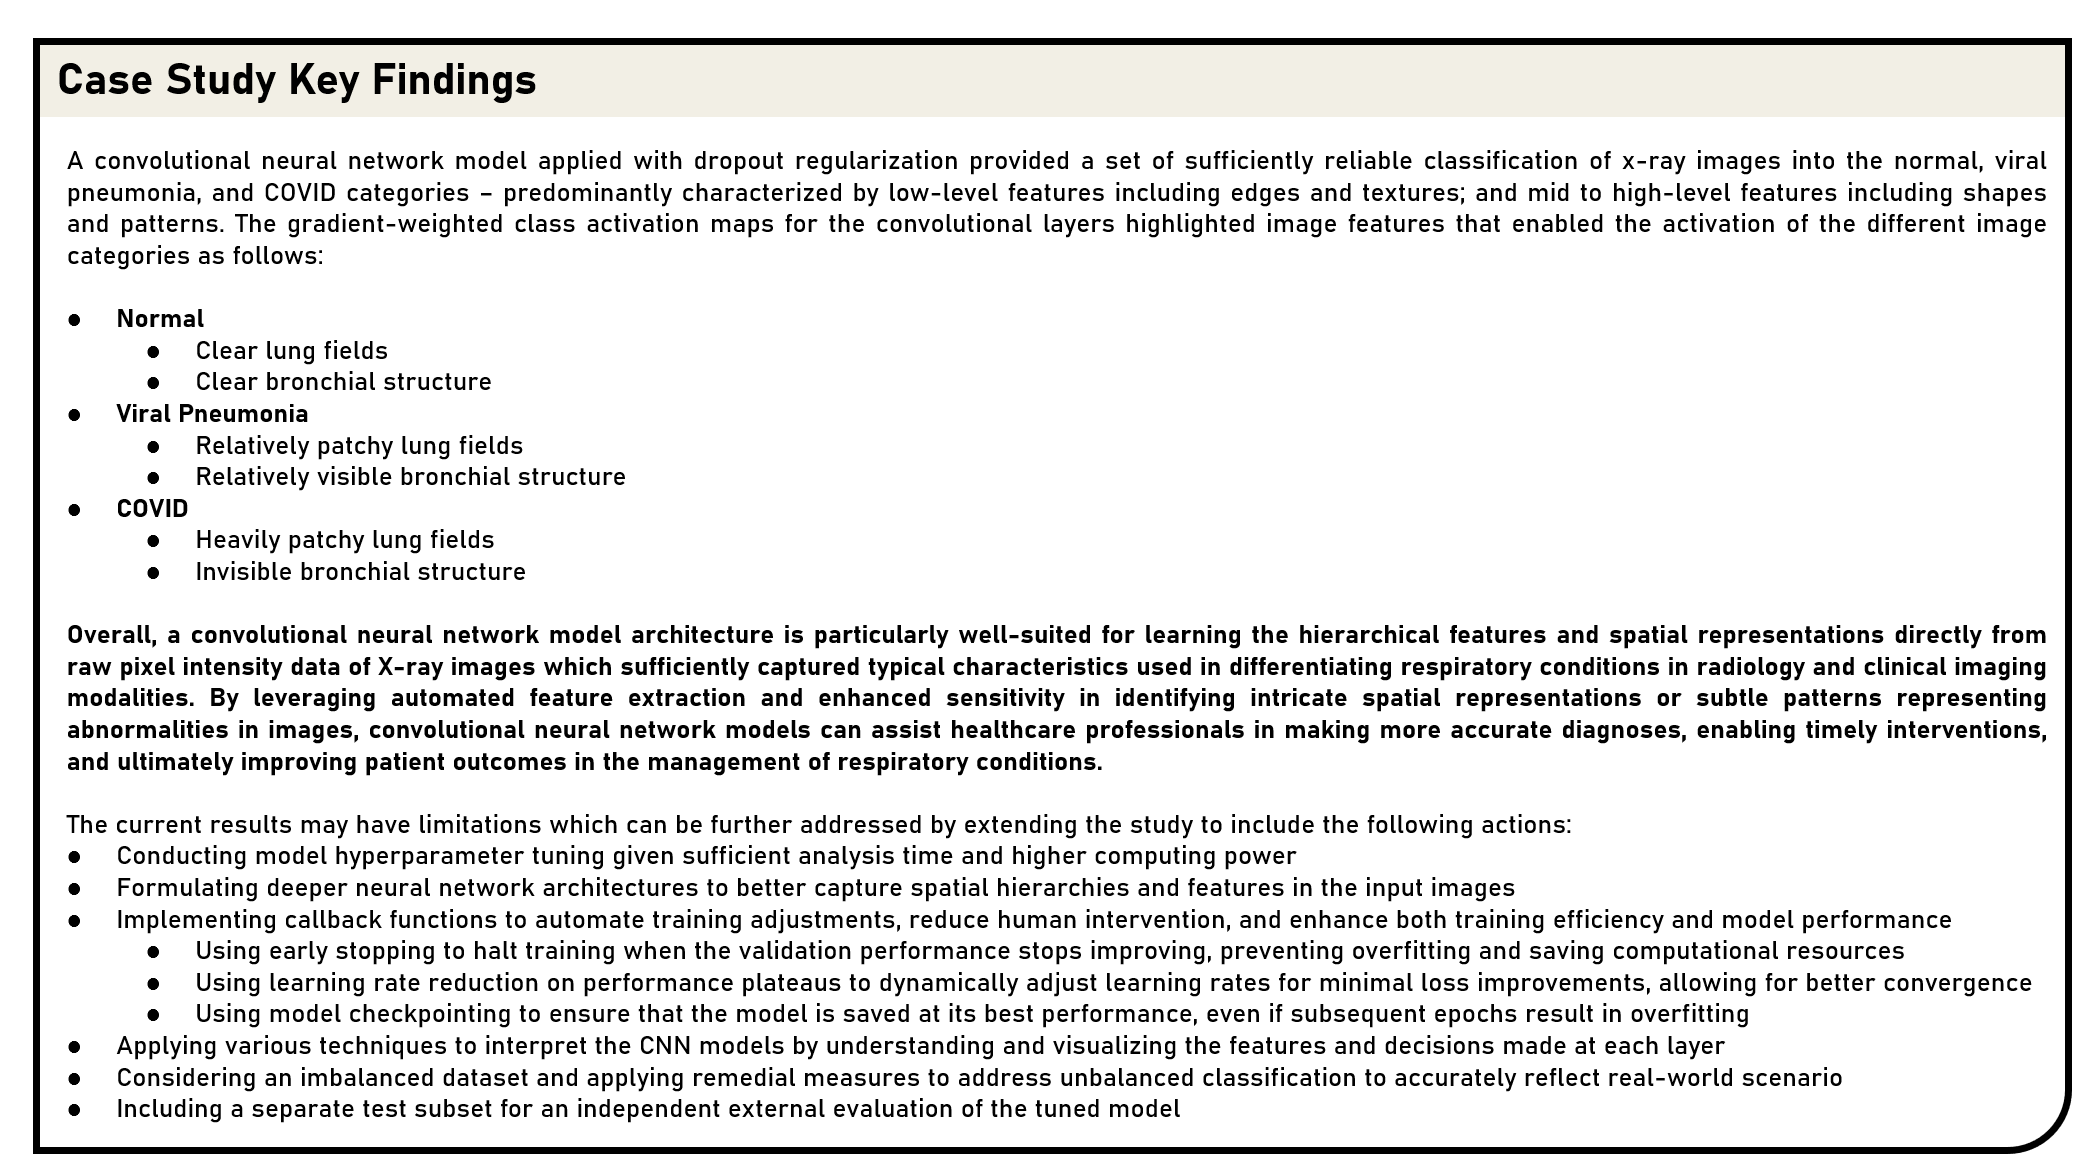 Case Study Key Findings
A convolutional neural network model applied with dropout regularization provided a set of sufficiently reliable classification of x-ray images into the normal, viral
pneumonia, and COVID categories – predominantly characterized by low-level features including edges and textures; and mid to high-level features including shapes
and patterns. The gradient-weighted class activation maps for the convolutional layers highlighted image features that enabled the activation of the different image
categories as follows:
● Normal
● Clear lung fields
● Clear bronchial structure
● Viral Pneumonia
● Relatively patchy lung fields
● Relatively visible bronchial structure
● COVID
● Heavily patchy lung fields
● Invisible bronchial structure
Overall, a convolutional neural network model architecture is particularly well-suited for learning the hierarchical features and spatial representations directly from
raw pixel intensity data of X-ray images which sufficiently captured typical characteristics used in differentiating respiratory conditions in radiology and clinical imaging
modalities. By leveraging automated feature extraction and enhanced sensitivity in identifying intricate spatial representations or subtle patterns representing
abnormalities in images, convolutional neural network models can assist healthcare professionals in making more accurate diagnoses, enabling timely interventions,
and ultimately improving patient outcomes in the management of respiratory conditions.
The current results may have limitations which can be further addressed by extending the study to include the following actions:
● Conducting model hyperparameter tuning given sufficient analysis time and higher computing power
● Formulating deeper neural network architectures to better capture spatial hierarchies and features in the input images
● Implementing callback functions to automate training adjustments, reduce human intervention, and enhance both training efficiency and model performance
● Using early stopping to halt training when the validation performance stops improving, preventing overfitting and saving computational resources
● Using learning rate reduction on performance plateaus to dynamically adjust learning rates for minimal loss improvements, allowing for better convergence
● Using model checkpointing to ensure that the model is saved at its best performance, even if subsequent epochs result in overfitting
● Applying various techniques to interpret the CNN models by understanding and visualizing the features and decisions made at each layer
● Considering an imbalanced dataset and applying remedial measures to address unbalanced classification to accurately reflect real-world scenario
● Including a separate test subset for an independent external evaluation of the tuned model